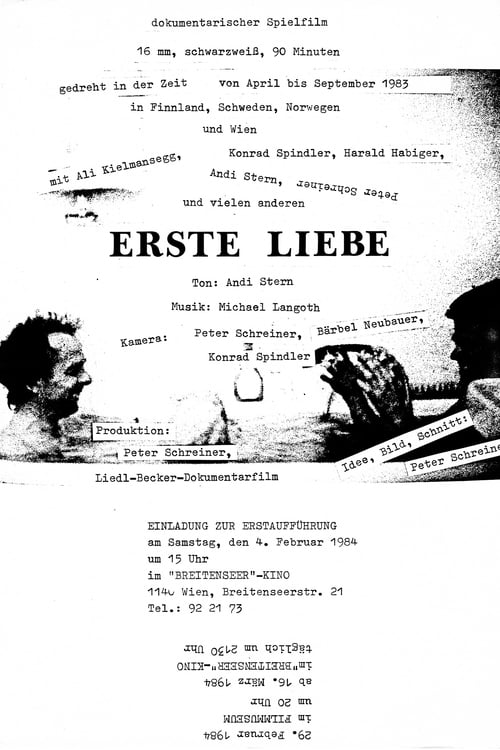 dokumentarischer Spielfilm
16 mm, schwarzweiß, 90 Minuten
gedreht in der Zeit von April bis September 1983
in Finnland, Schweden, Norwegen
und Wien
mit Ali Kielmansegg, Konrad Spindler, Harald Habiger,
Andi Stern, Peter Schreiner
und vielen anderen
ERSTE LIEBE
Ton: Andi Stern
Musik: Michael Langoth
Kamera: Peter Schreiner, Bärbel Neubauer,
Konrad Spindler
Produktion:
Peter Schreiner,
Liedl-Becker-Dokumentarfilm
Idee, Bild, Schnitt:
Peter Schreine
EINLADUNG ZUR ERSTAUFFÜHRUNG
am Samstag, den 4. Februar 1984
um 15 Uhr
im "BREITENSEER"-KINO
1140 Wien, Breitenseerstr. 21
Tel.: 92 21 73
29. Februar 1984
im FILMMUSEUM
um 20 Uhr
ab 16. März 1984
im "BREITENSEER"-KINO
täglich um 2130 Uhr